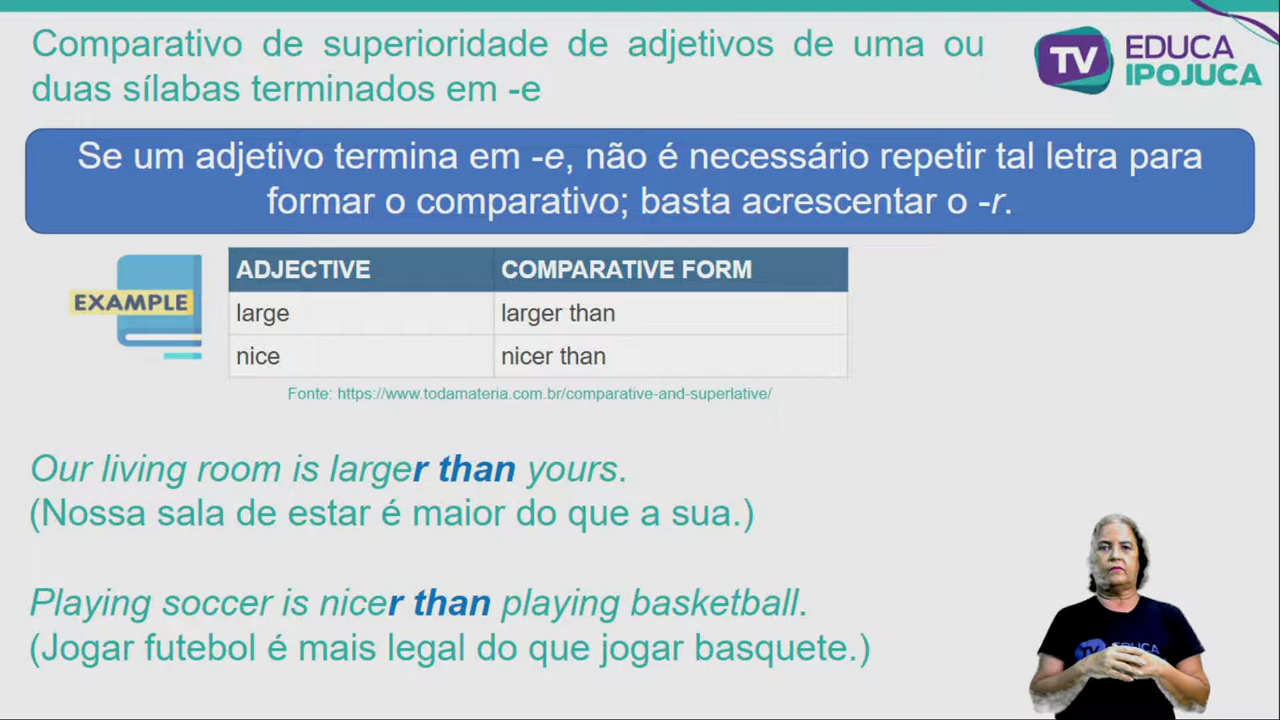 Comparativo de superioridade de adjetivos de uma ou
duas sílabas terminados em -e
TV EDUCA
IPOJUCA
Se um adjetivo termina em -e, não é necessário repetir tal letra para
formar o comparativo; basta acrescentar o -r.
EXAMPLE
ADJECTIVE COMPARATIVE FORM
large larger than
nice nicer than
Fonte: https://www.todamateria.com.br/comparative-and-superlative/
Our living room is larger than yours.
(Nossa sala de estar é maior do que a sua.)
Playing soccer is nicer than playing basketball.
(Jogar futebol é mais legal do que jogar basquete.)
TV EDUCA